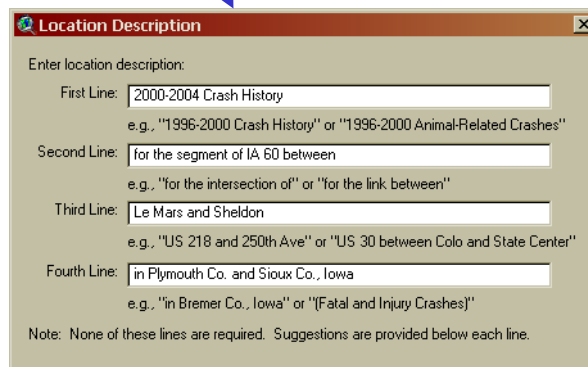 Location Description
Enter location description:
First Line: 2000-2004 Crash History
e.g., "1996-2000 Crash History" or "1996-2000 Animal-Related Crashes"
Second Line: for the segment of IA 60 between
e.g., "for the intersection of" or "for the link between"
Third Line: Le Mars and Sheldon
e.g., "US 218 and 250th Ave" or "US 30 between Colo and State Center"
Fourth Line: in Plymouth Co. and Sioux Co., Iowa
e.g., "in Bremer Co., Iowa" or "(Fatal and Injury Crashes)"
Note: None of these lines are required. Suggestions are provided below each line.